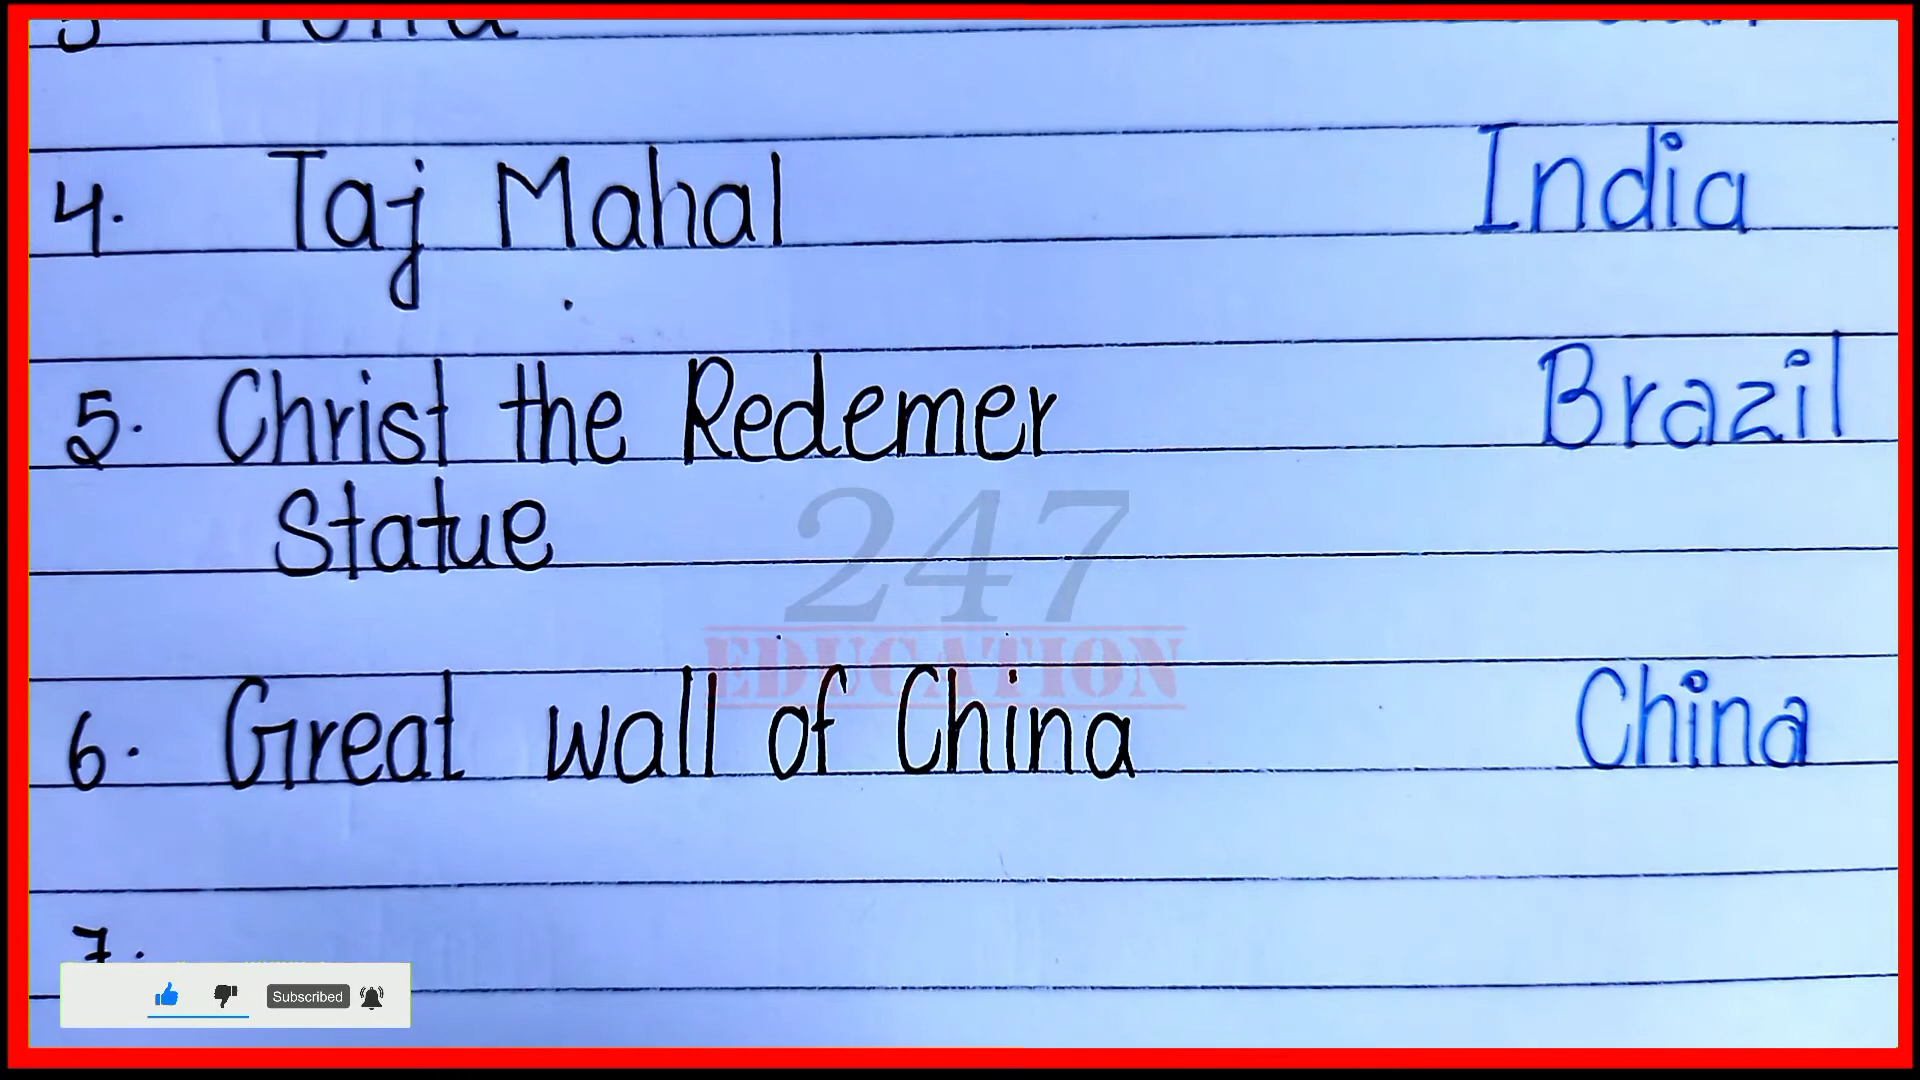 4. Taj Mahal India
5. Christ the Redemer Brazil
Statue
247
EDUCATION
6. Great wall of China China
7.
Subscribed